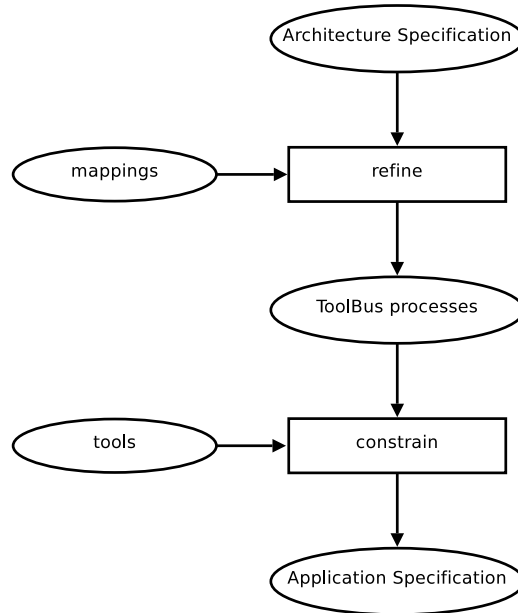 Architecture Specification
mappings
refine
ToolBus processes
tools
constrain
Application Specification